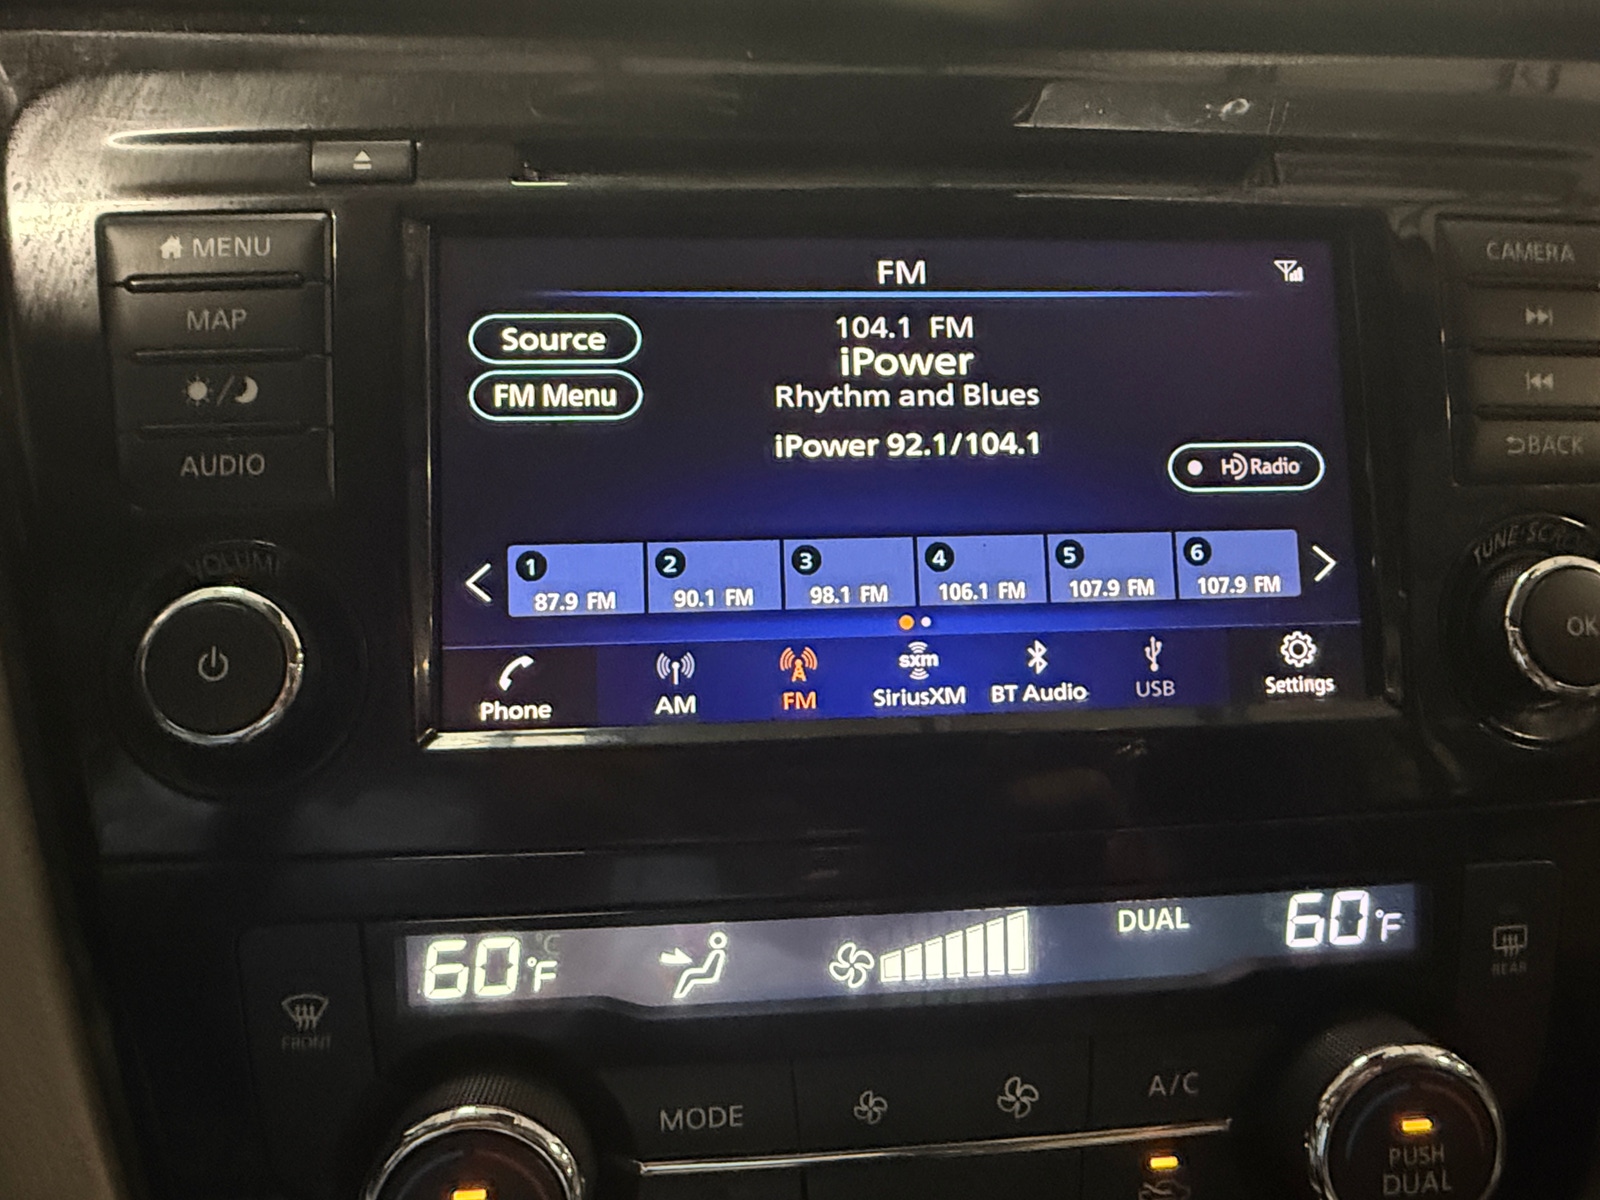 MENU
MAP
AUDIO
VOLUME
FM
Source
FM Menu
104.1 FM
iPower
Rhythm and Blues
iPower 92.1/104.1
HD Radio
1
87.9 FM
2
90.1 FM
3
98.1 FM
4
106.1 FM
5
107.9 FM
6
107.9 FM
Phone
AM
FM
sxm
SiriusXM
BT Audio
USB
Settings
CAMERA
BACK
TUNE·SCROLL
OK
60°F
°C
DUAL
60°F
FRONT
REAR
MODE
A/C
PUSH
DUAL